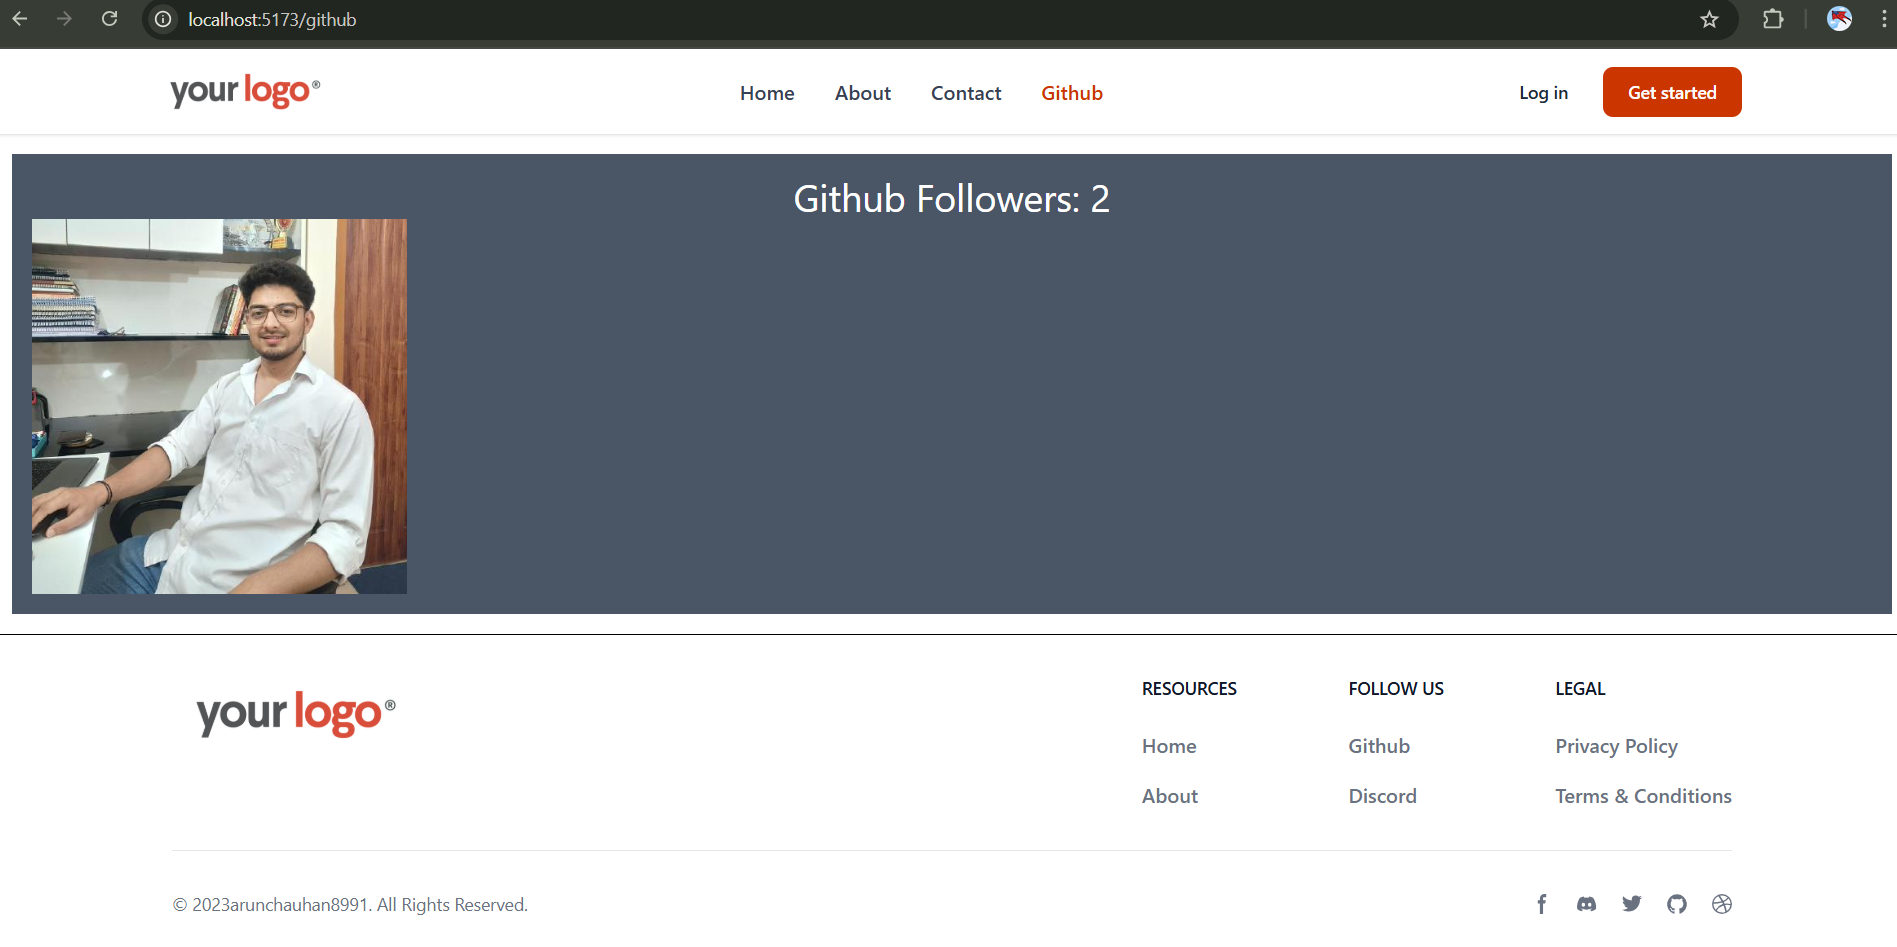 localhost:5173/github
your logo®
Home About Contact Github
Log in
Get started
Github Followers: 2
your logo®
RESOURCES
Home
About
FOLLOW US
Github
Discord
LEGAL
Privacy Policy
Terms & Conditions
© 2023arunchauhan8991. All Rights Reserved.